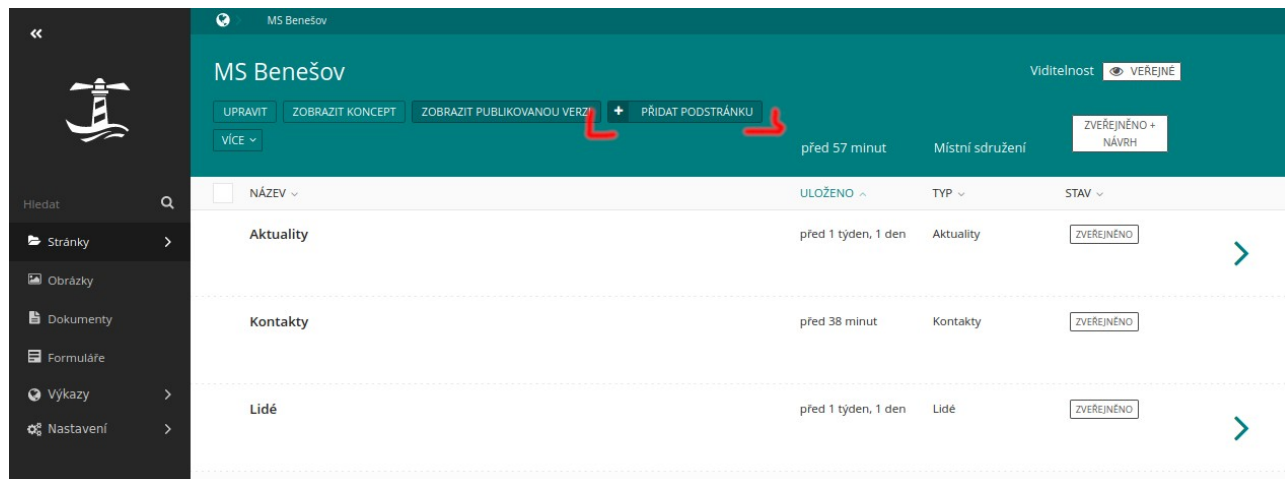 MS Benešov
MS Benešov
Viditelnost VEŘEJNÉ
UPRAVIT ZOBRAZIT KONCEPT ZOBRAZIT PUBLIKOVANOU VERZI + PŘIDAT PODSTRÁNKU
VÍCE
před 57 minut Místní sdružení ZVEŘEJNĚNO + NÁVRH
Hledat
Stránky
Obrázky
Dokumenty
Formuláře
Výkazy
Nastavení
NÁZEV ULOŽENO TYP STAV
Aktuality před 1 týden, 1 den Aktuality ZVEŘEJNĚNO
Kontakty před 38 minut Kontakty ZVEŘEJNĚNO
Lidé před 1 týden, 1 den Lidé ZVEŘEJNĚNO